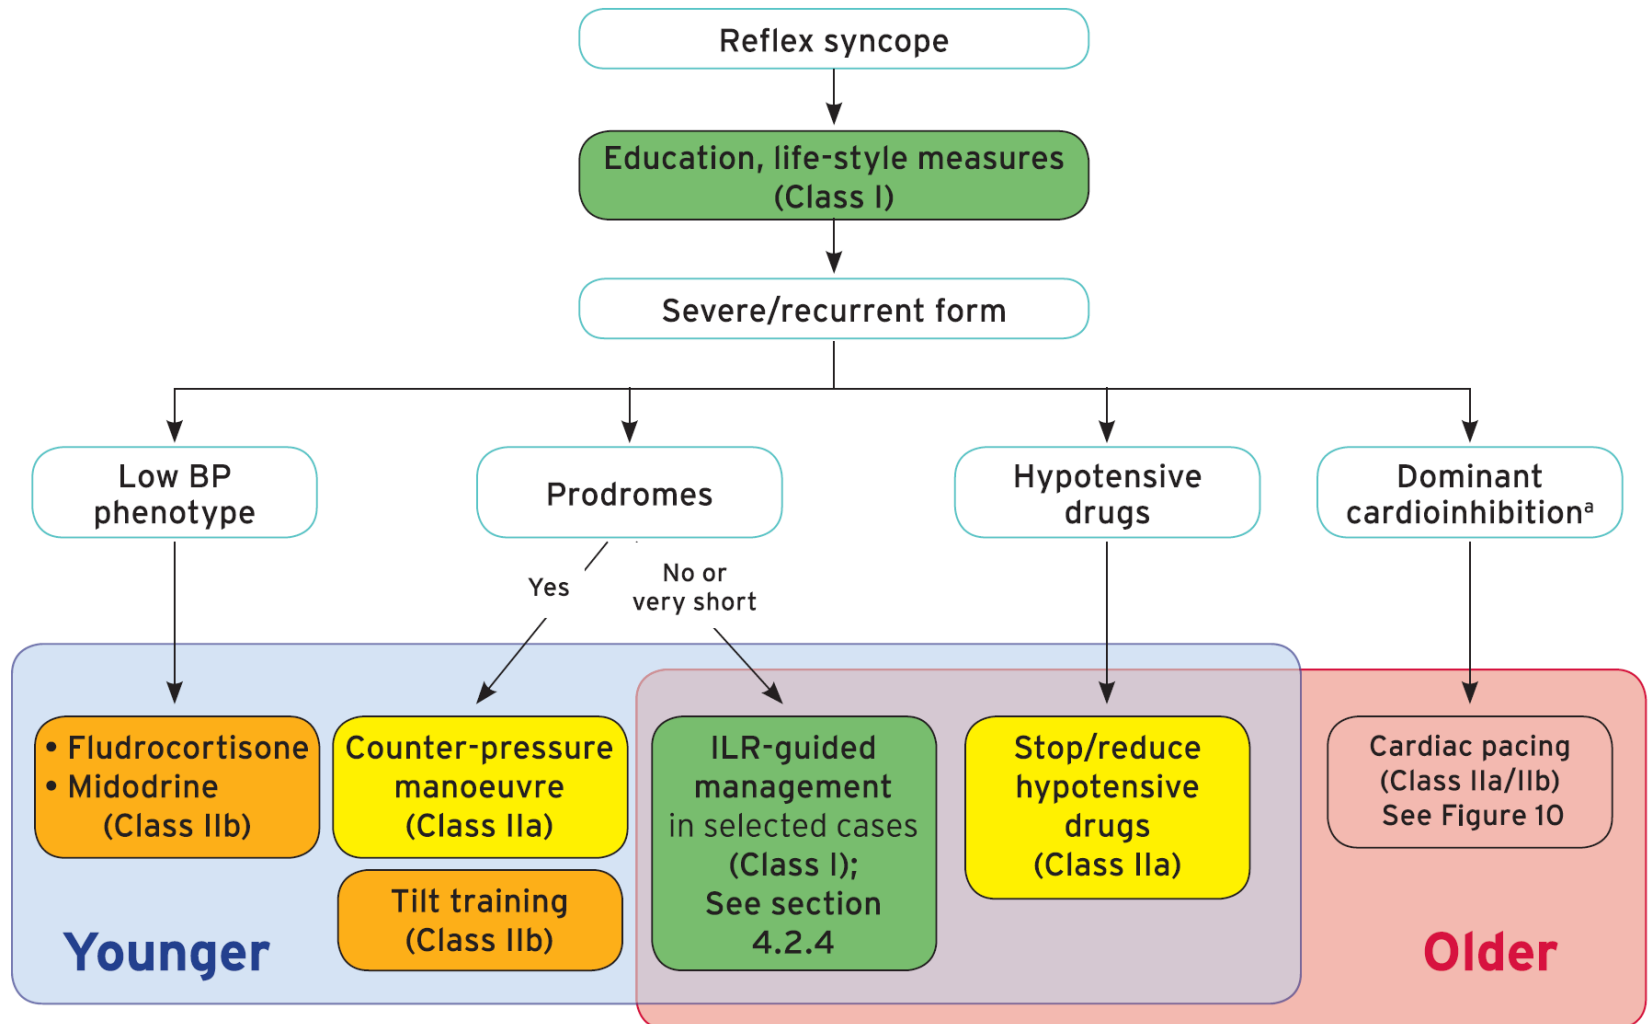 Reflex syncope
Education, life-style measures
(Class I)
Severe/recurrent form
Low BP
phenotype
Prodromes
Hypotensive
drugs
Dominant
cardioinhibitionᵃ
Yes
No or
very short
• Fludrocortisone
• Midodrine
(Class IIb)
Counter-pressure
manoeuvre
(Class IIa)
Tilt training
(Class IIb)
ILR-guided
management
in selected cases
(Class I);
See section
4.2.4
Stop/reduce
hypotensive
drugs
(Class IIa)
Cardiac pacing
(Class IIa/IIb)
See Figure 10
Younger
Older